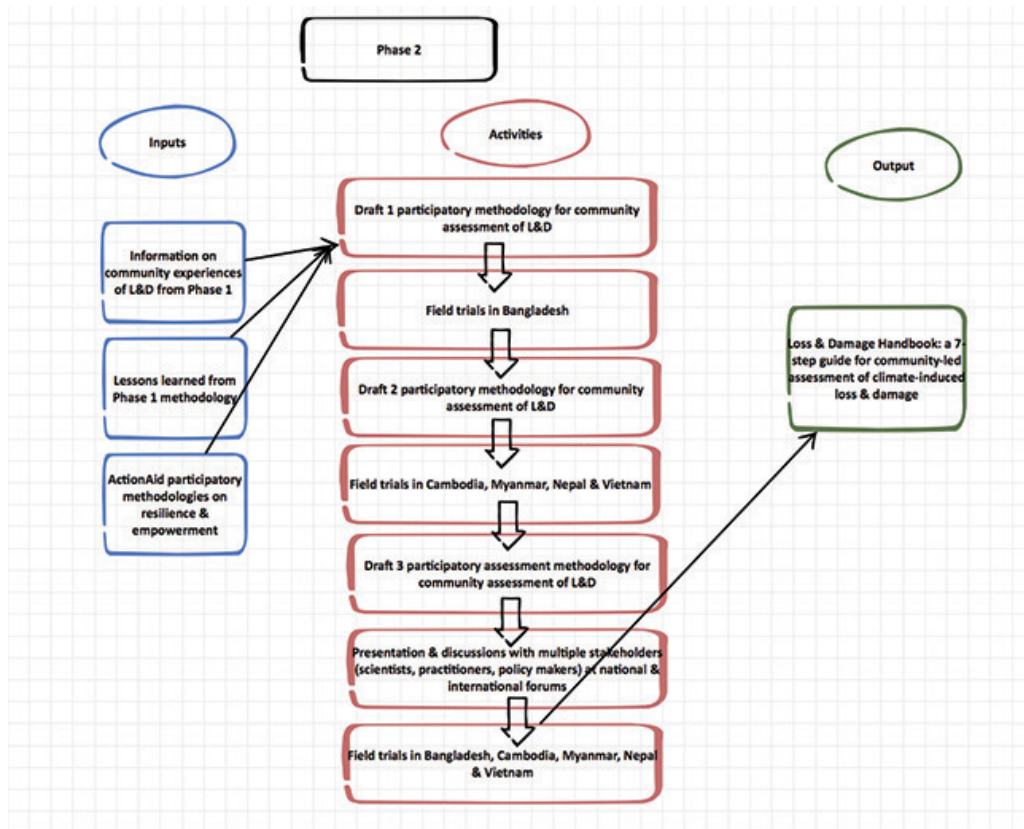 Phase 2
Inputs
Activities
Output
Information on
community experiences
of L&D from Phase 1
Lessons learned from
Phase 1 methodology
ActionAid participatory
methodologies on
resilience &
empowerment
Draft 1 participatory methodology for community
assessment of L&D
Field trials in Bangladesh
Draft 2 participatory methodology for community
assessment of L&D
Field trials in Cambodia, Myanmar, Nepal & Vietnam
Draft 3 participatory assessment methodology for
community assessment of L&D
Presentation & discussions with multiple stakeholders
(scientists, practitioners, policy makers) at national &
international forums
Field trials in Bangladesh, Cambodia, Myanmar, Nepal
& Vietnam
Loss & Damage Handbook: a 7-
step guide for community-led
assessment of climate-induced
loss & damage